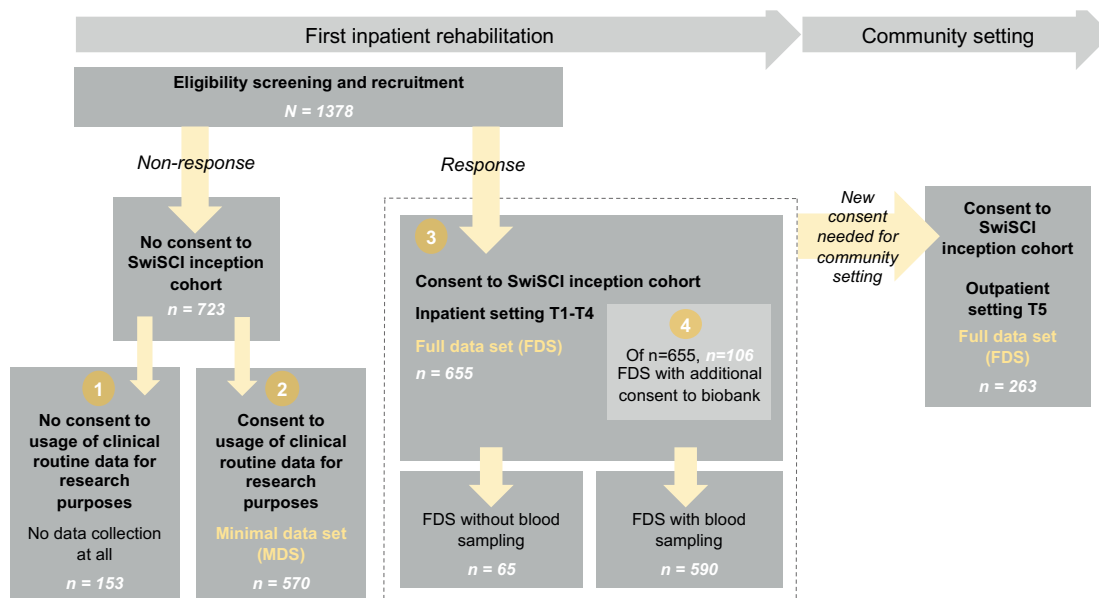 First inpatient rehabilitation
Community setting
Eligibility screening and recruitment
N = 1378
Non-response
Response
No consent to
SwiSCI inception
cohort
n = 723
1
No consent to
usage of clinical
routine data for
research
purposes
No data collection
at all
n = 153
2
Consent to
usage of clinical
routine data for
research
purposes
Minimal data set
(MDS)
n = 570
3
Consent to SwiSCI inception cohort
Inpatient setting T1-T4
Full data set (FDS)
n = 655
4
Of n=655, n=106
FDS with additional
consent to biobank
FDS without blood
sampling
n = 65
FDS with blood
sampling
n = 590
New
consent
needed for
community
setting
Consent to
SwiSCI
inception cohort
Outpatient
setting T5
Full data set
(FDS)
n = 263